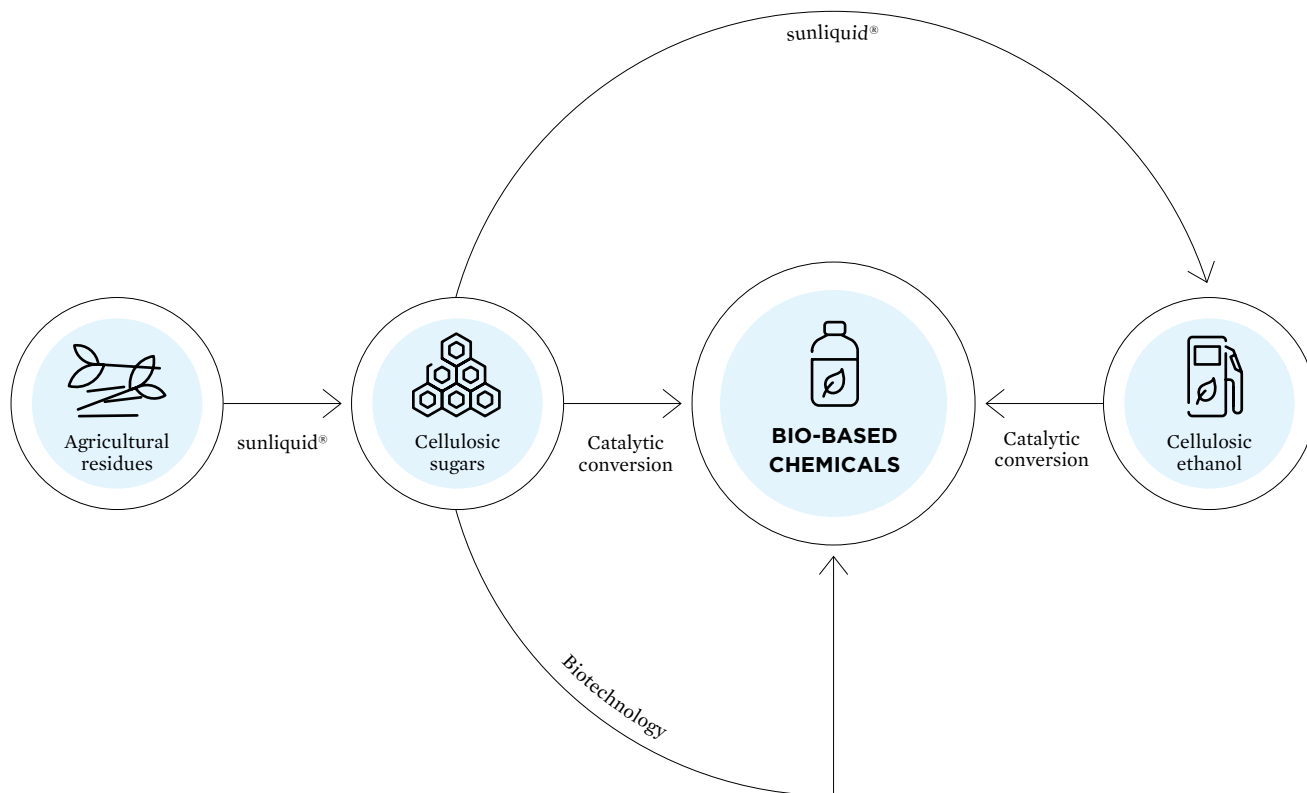 sunliquid®
Agricultural
residues
sunliquid®
Cellulosic
sugars
Catalytic
conversion
BIO-BASED
CHEMICALS
Catalytic
conversion
Cellulosic
ethanol
Biotechnology